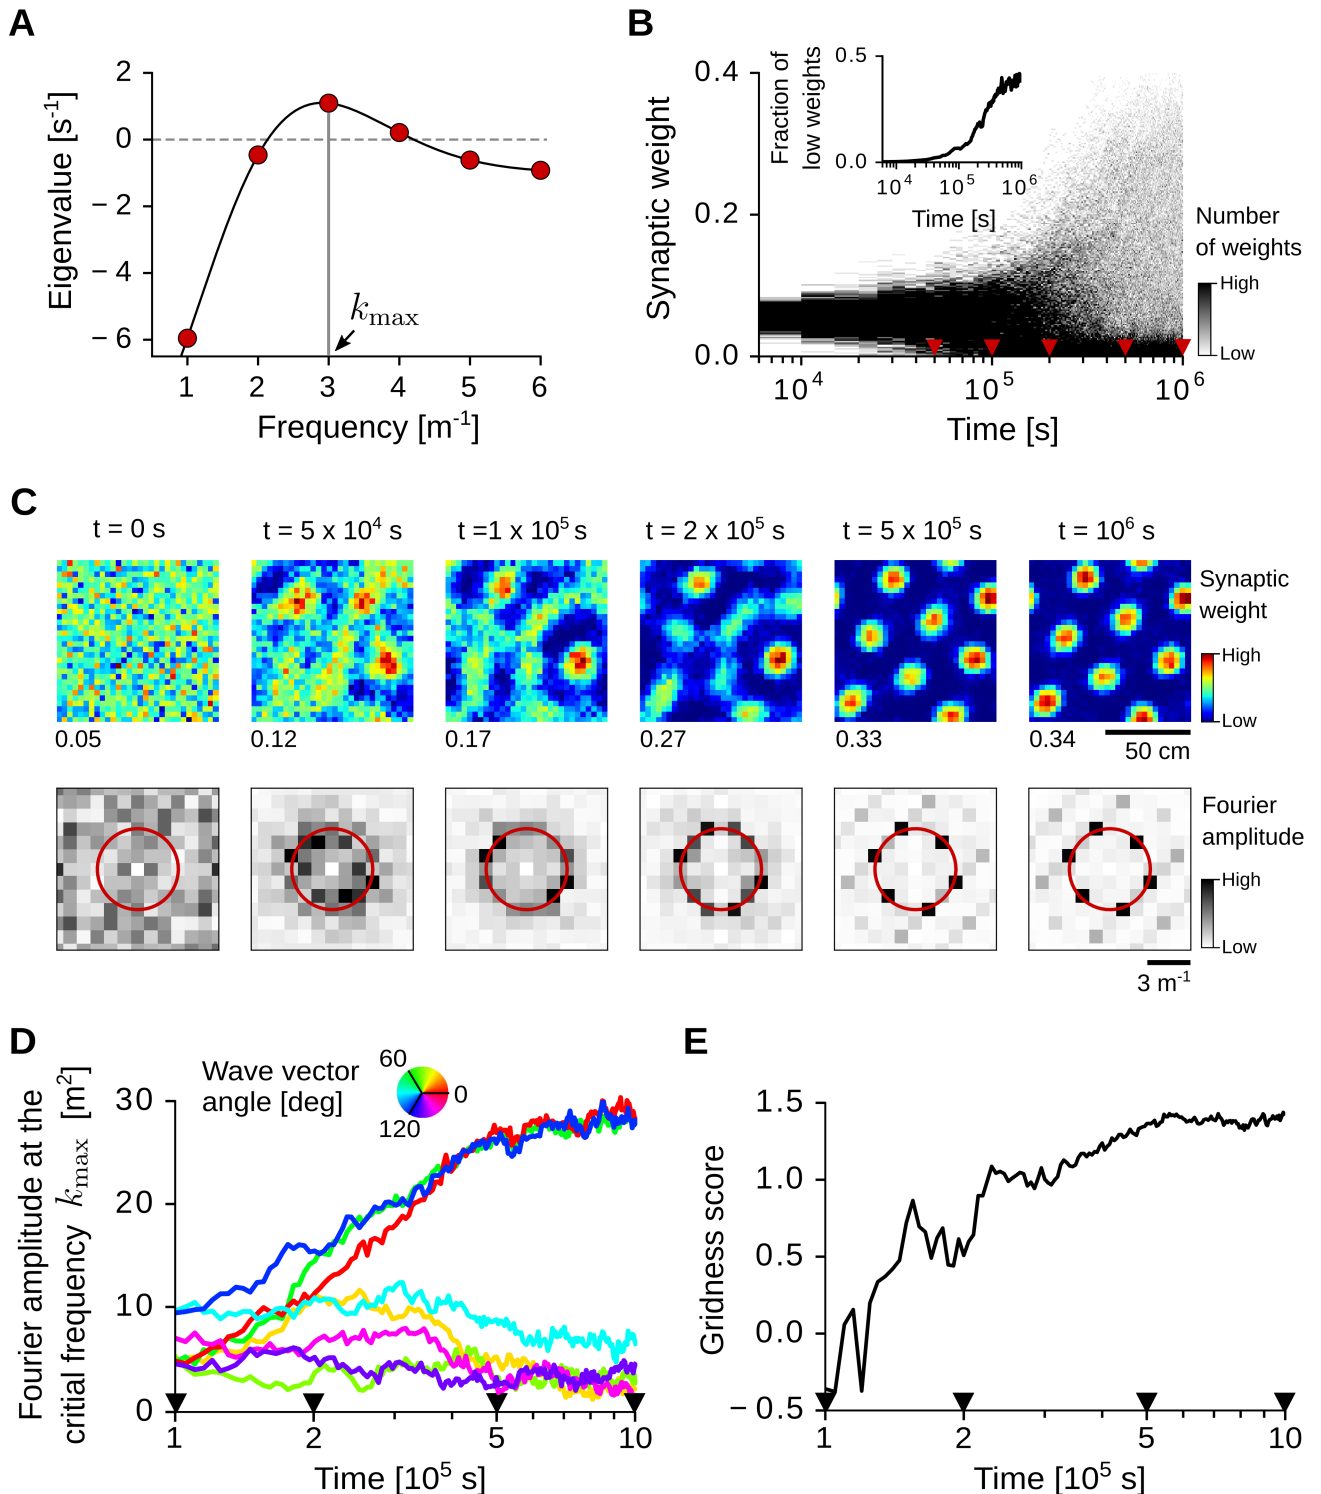 A
Eigenvalue [s-1]
2
0
− 2
− 4
− 6
kmax
1 2 3 4 5 6
Frequency [m-1]
B
Synaptic weight
0.4
0.2
0.0
Fraction of
low weights
0.5
0.0
10^4 10^5 10^6
Time [s]
Number
of weights
High
Low
10^4 10^5 10^6
Time [s]
C
t = 0 s t = 5 x 10^4 s t =1 x 10^5 s t = 2 x 10^5 s t = 5 x 10^5 s t = 10^6 s
Synaptic
weight
High
Low
0.05 0.12 0.17 0.27 0.33 0.34
50 cm
Fourier
amplitude
High
Low
3 m-1
D
Fourier amplitude at the
critial frequency kmax [m2]
30
20
10
0
Wave vector
angle [deg]
60
0
120
1 2 5 10
Time [10^5 s]
E
Gridness score
1.5
1.0
0.5
0.0
− 0.5
1 2 5 10
Time [10^5 s]